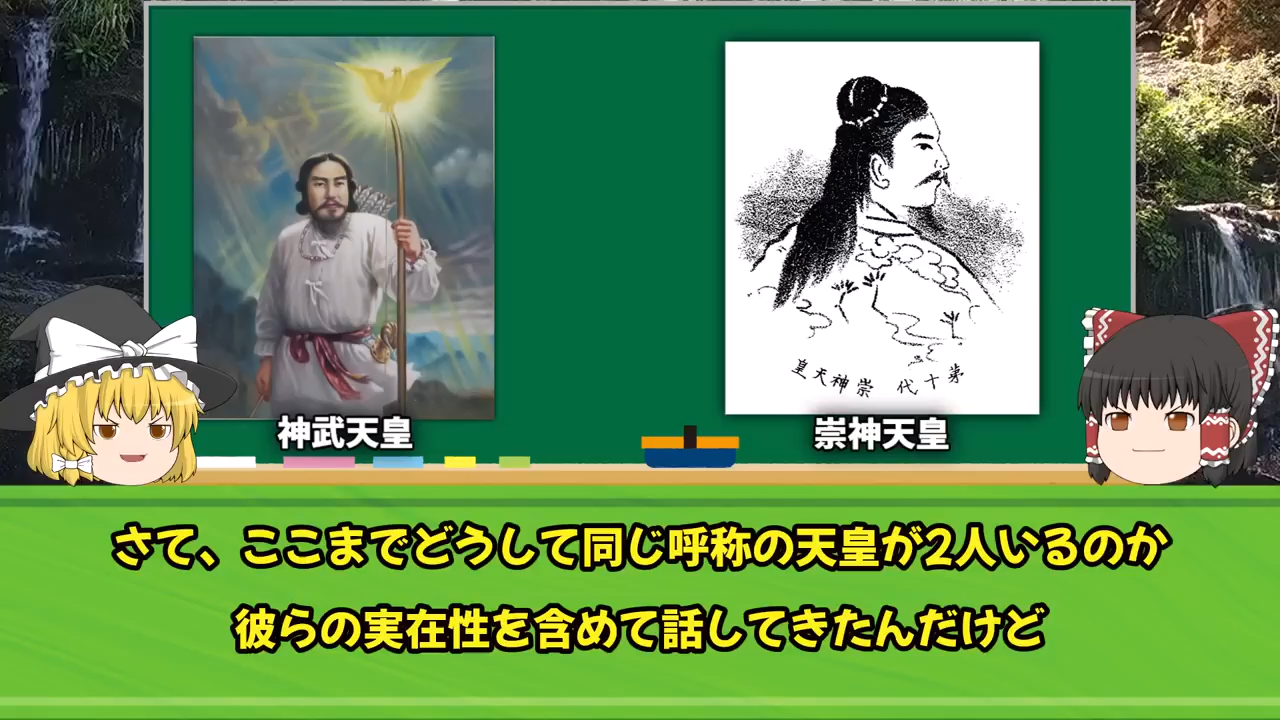 皇天神崇 代十第
神武天皇
崇神天皇
さて、ここまでどうして同じ呼称の天皇が2人いるのか
彼らの実在性を含めて話してきたんだけど